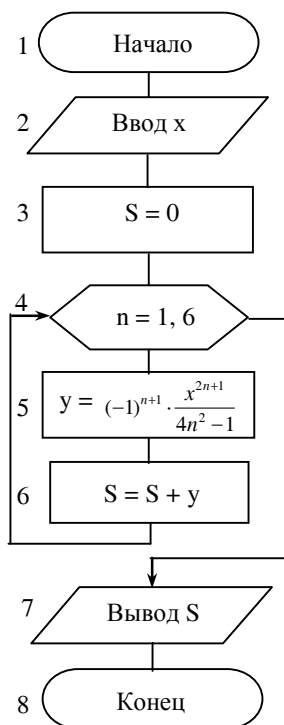 1 Начало
2 Ввод x
3 S = 0
4 n = 1, 6
5 y = (-1)^{n+1} · \frac{x^{2n+1}}{4n^2 - 1}
6 S = S + y
7 Вывод S
8 Конец